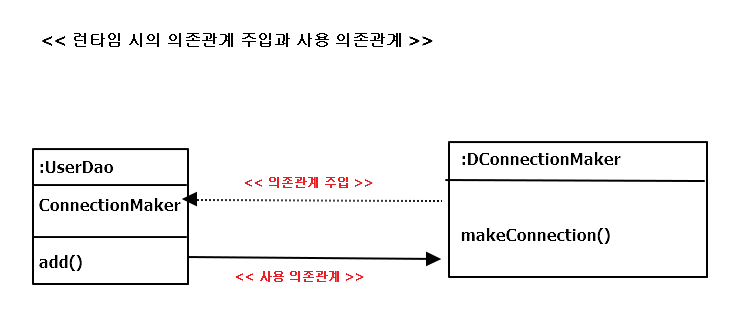 << 런타임 시의 의존관계 주입과 사용 의존관계 >>
:UserDao
ConnectionMaker
add()
<< 의존관계 주입 >>
<< 사용 의존관계 >>
:DConnectionMaker
makeConnection()